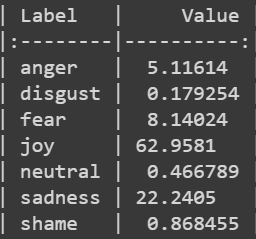 | Label | Value |
|:--------|----------:|
| anger | 5.11614 |
| disgust | 0.179254 |
| fear | 8.14024 |
| joy | 62.9581 |
| neutral | 0.466789 |
| sadness | 22.2405 |
| shame | 0.868455 |